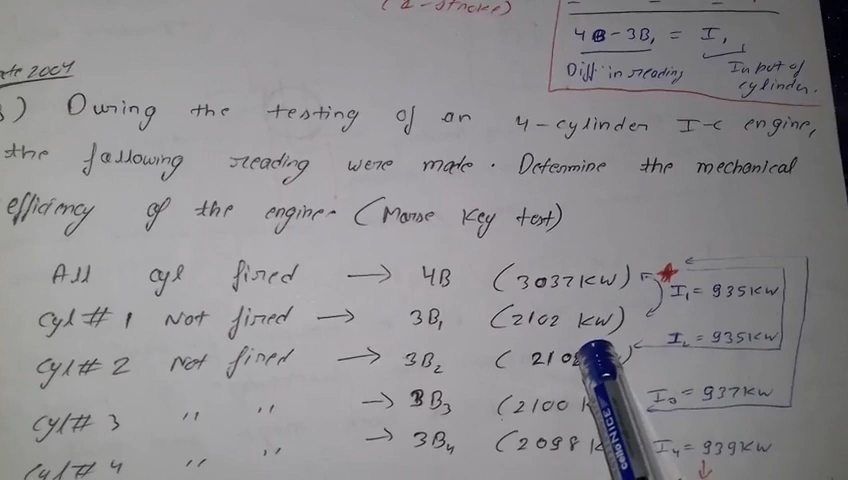 (2-stroke)
4B-3B₁ = I₁
Diff. in reading
Input of
cylinder.
ate 2004
) During the testing of an 4-cylinder I-C engine,
the following reading were made. Determine the mechanical
efficiency of the engine. (Morse Key test)
All cyl fired → 4B (3037KW)
I₁ = 935KW
Cyl# 1 Not fired → 3B₁ (2102 KW)
I₂ = 935KW
Cyl# 2 Not fired → 3B₂ (210
Cyl# 3 " " → 3B₃ (2100 K
I₃ = 937KW
Cyl# 4 " " → 3B₄ (2098 K
I₄ = 939KW
cello NICE